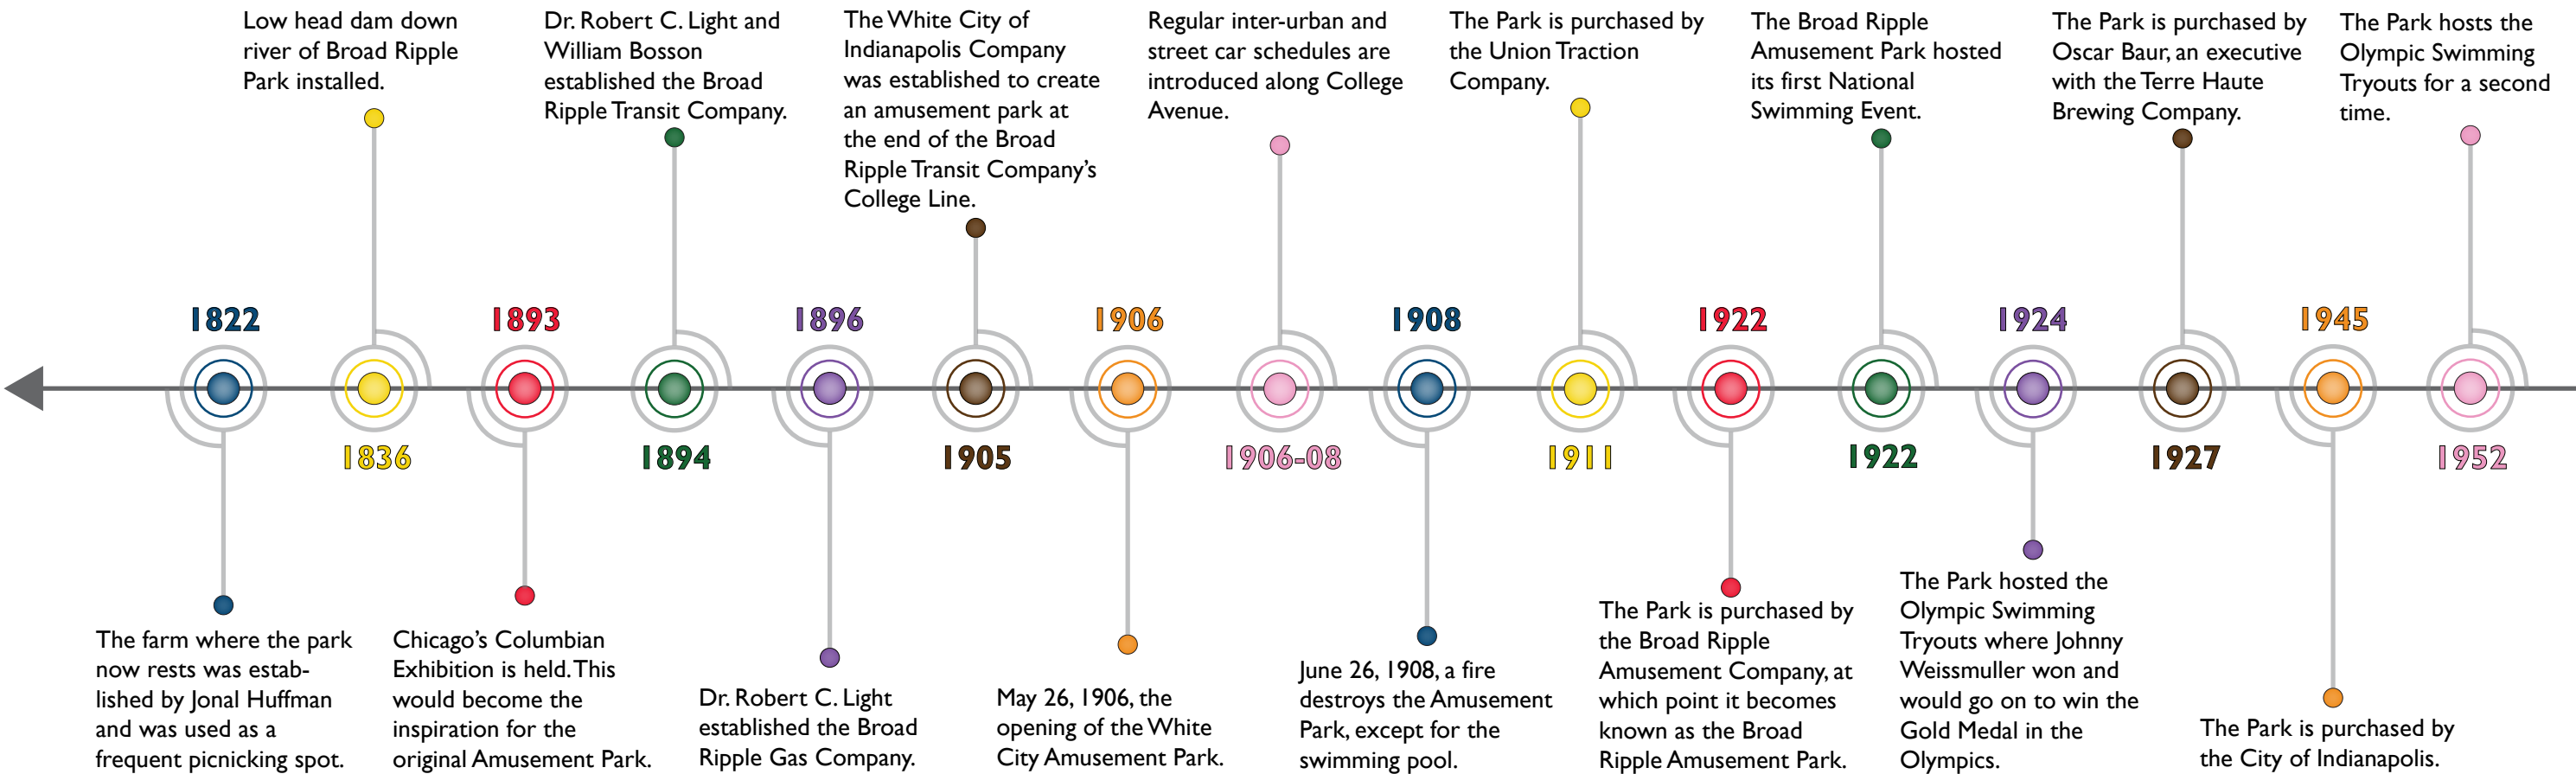 Low head dam down
river of Broad Ripple
Park installed.
Dr. Robert C. Light and
William Bosson
established the Broad
Ripple Transit Company.
The White City of
Indianapolis Company
was established to create
an amusement park at
the end of the Broad
Ripple Transit Company's
College Line.
Regular inter-urban and
street car schedules are
introduced along College
Avenue.
The Park is purchased by
the Union Traction
Company.
The Broad Ripple
Amusement Park hosted
its first National
Swimming Event.
The Park is purchased by
Oscar Baur, an executive
with the Terre Haute
Brewing Company.
The Park hosts the
Olympic Swimming
Tryouts for a second
time.
1822
1893
1896
1906
1908
1922
1924
1945
1836
1894
1905
1906-08
1911
1922
1927
1952
The farm where the park
now rests was estab-
lished by Jonal Huffman
and was used as a
frequent picnicking spot.
Chicago's Columbian
Exhibition is held. This
would become the
inspiration for the
original Amusement Park.
Dr. Robert C. Light
established the Broad
Ripple Gas Company.
May 26, 1906, the
opening of the White
City Amusement Park.
June 26, 1908, a fire
destroys the Amusement
Park, except for the
swimming pool.
The Park is purchased by
the Broad Ripple
Amusement Company, at
which point it becomes
known as the Broad
Ripple Amusement Park.
The Park hosted the
Olympic Swimming
Tryouts where Johnny
Weissmuller won and
would go on to win the
Gold Medal in the
Olympics.
The Park is purchased by
the City of Indianapolis.